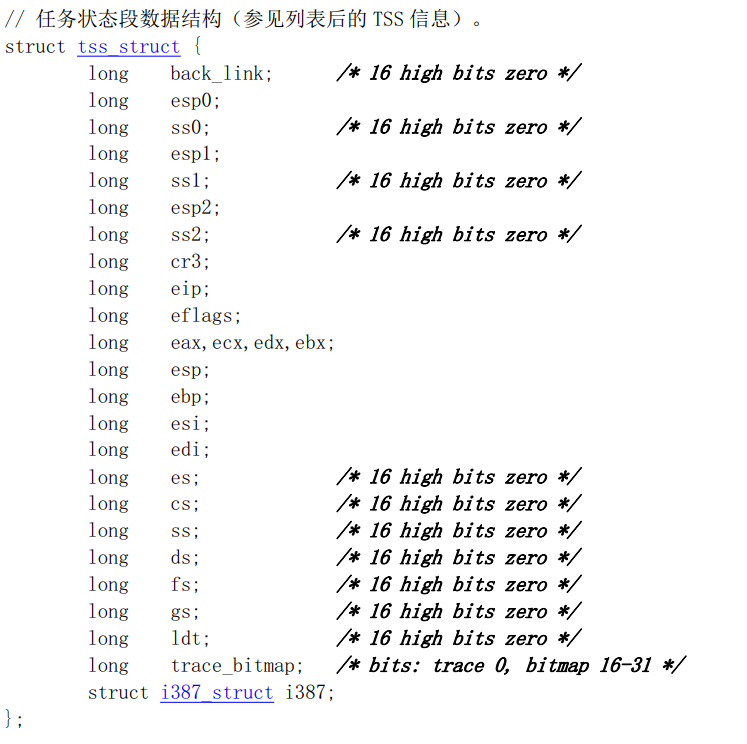 // 任务状态段数据结构（参见列表后的 TSS 信息）。
struct tss_struct {
        long    back_link;      /* 16 high bits zero */
        long    esp0;
        long    ss0;            /* 16 high bits zero */
        long    esp1;
        long    ss1;            /* 16 high bits zero */
        long    esp2;
        long    ss2;            /* 16 high bits zero */
        long    cr3;
        long    eip;
        long    eflags;
        long    eax,ecx,edx,ebx;
        long    esp;
        long    ebp;
        long    esi;
        long    edi;
        long    es;             /* 16 high bits zero */
        long    cs;             /* 16 high bits zero */
        long    ss;             /* 16 high bits zero */
        long    ds;             /* 16 high bits zero */
        long    fs;             /* 16 high bits zero */
        long    gs;             /* 16 high bits zero */
        long    ldt;            /* 16 high bits zero */
        long    trace_bitmap;   /* bits: trace 0, bitmap 16-31 */
        struct i387_struct i387;
};